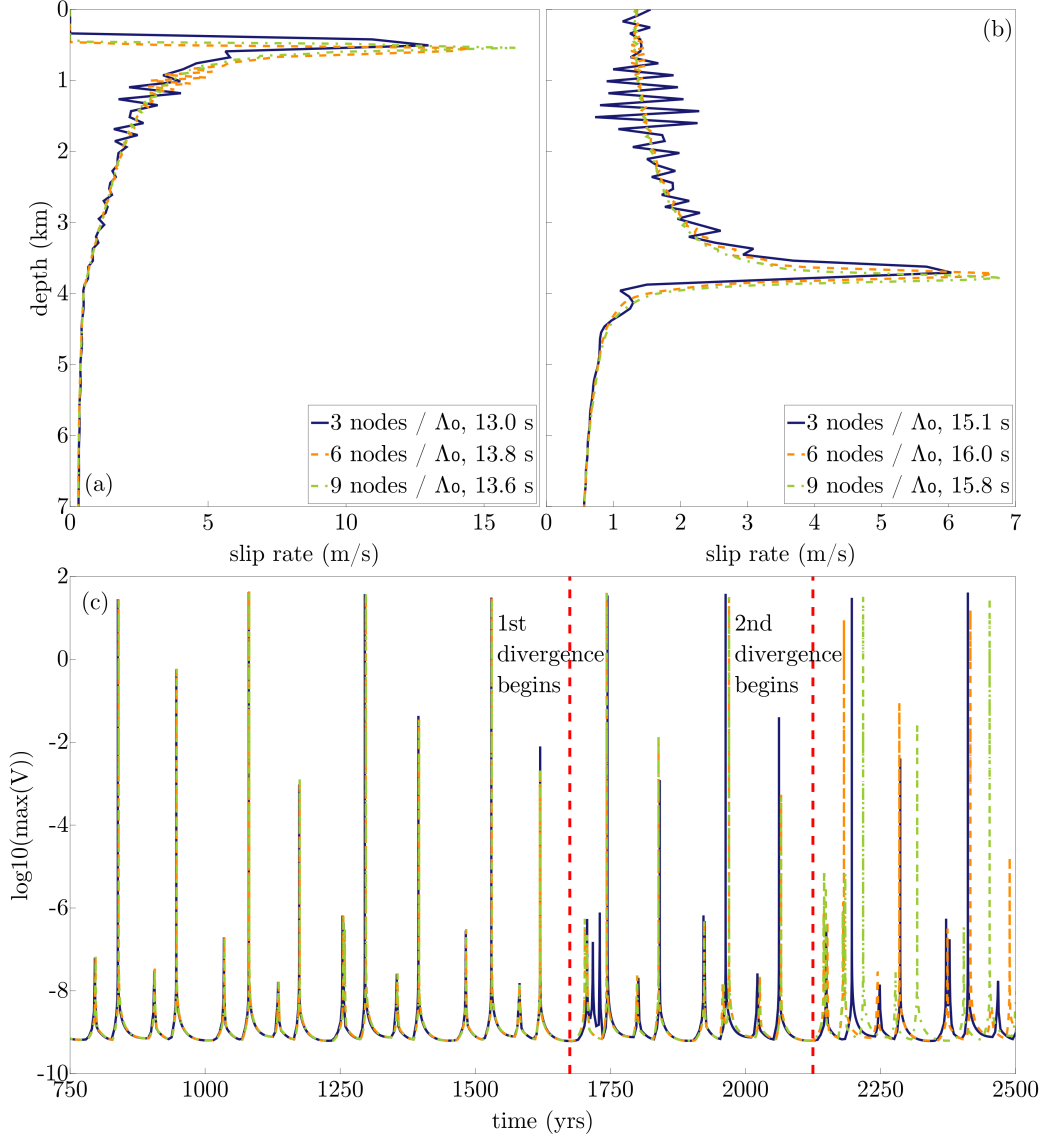 0
1
2
3
4
5
6
7
depth (km)
(a)
3 nodes / Λ₀, 13.0 s
6 nodes / Λ₀, 13.8 s
9 nodes / Λ₀, 13.6 s
0 5 10 15
slip rate (m/s)
(b)
3 nodes / Λ₀, 15.1 s
6 nodes / Λ₀, 16.0 s
9 nodes / Λ₀, 15.8 s
0 1 2 3 4 5 6 7
slip rate (m/s)
(c)
2
0
-2
-4
-6
-8
-10
log10(max(V))
1st
divergence
begins
2nd
divergence
begins
750 1000 1250 1500 1750 2000 2250 2500
time (yrs)